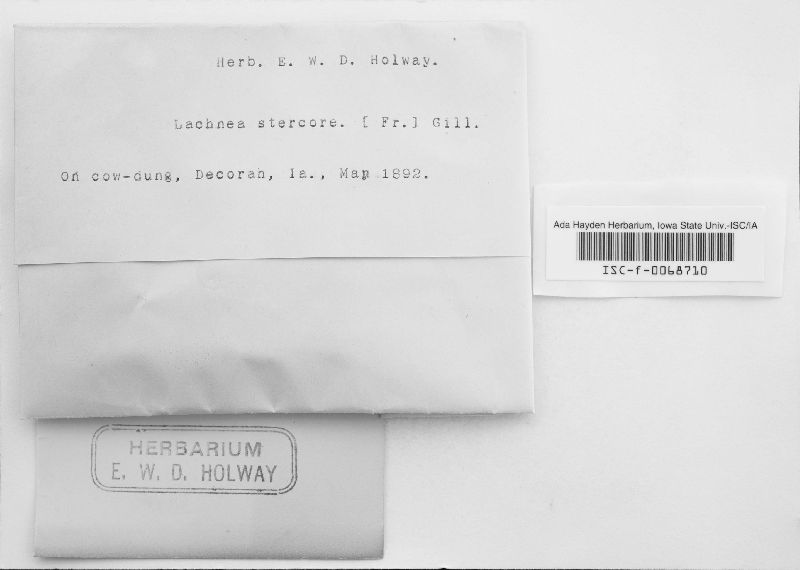 Herb. E. W. D. Holway.
Lachnea stercore. [ Fr.] Gill.
On cow-dung, Decorah, Ia., 1892.
Ada Hayden Herbarium, Iowa State Univ.-ISC/IA
ISC-f-0068710
HERBARIUM
E. W. D. HOLWAY